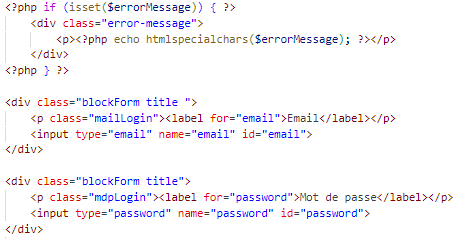 <?php if (isset($errorMessage)) { ?>
    <div class="error-message">
        <p><?php echo htmlspecialchars($errorMessage); ?></p>
    </div>
<?php } ?>

<div class="blockForm title ">
    <p class="mailLogin"><label for="email">Email</label></p>
    <input type="email" name="email" id="email">
</div>

<div class="blockForm title">
    <p class="mdpLogin"><label for="password">Mot de passe</label></p>
    <input type="password" name="password" id="password">
</div>